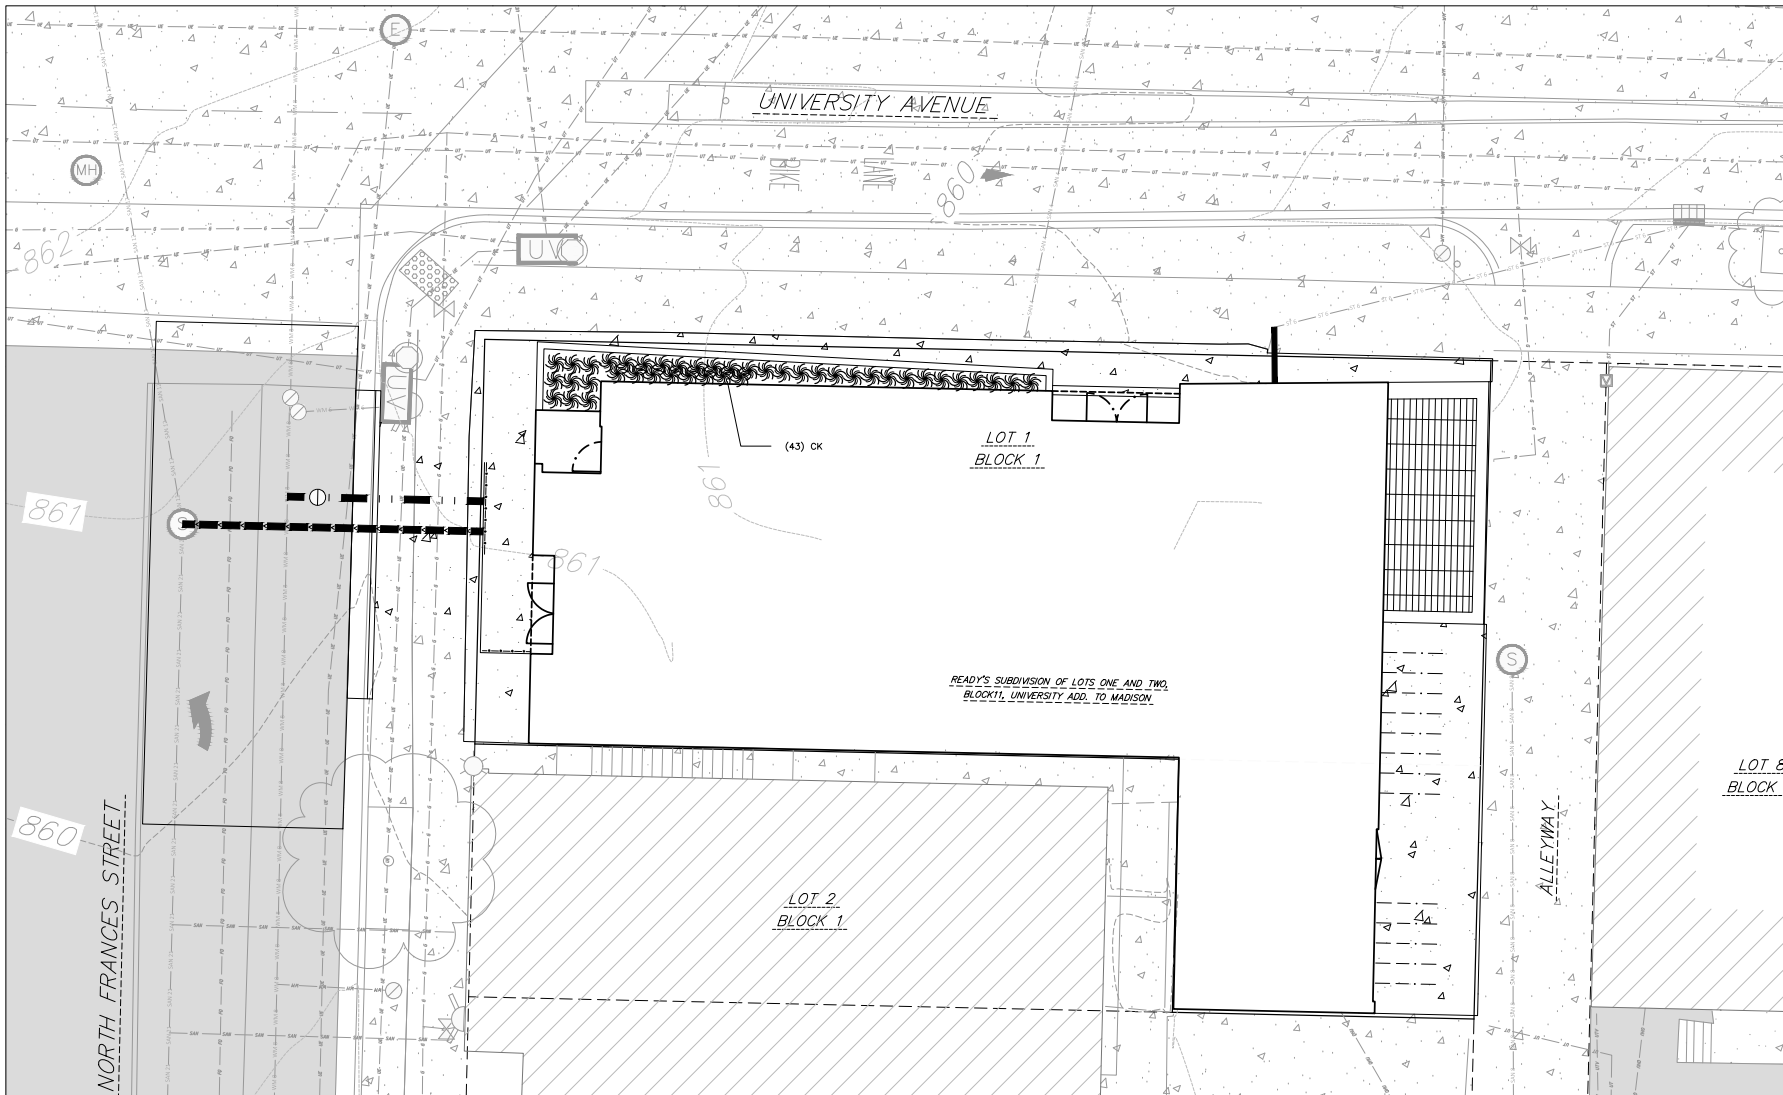 E
UNIVERSITY AVENUE
MH
BIKE
LANE
860
862
UV
UV
LOT 1
BLOCK 1
(43) CK
861
861
S
861
READY'S SUBDIVISION OF LOTS ONE AND TWO,
BLOCK11, UNIVERSITY ADD. TO MADISON
S
LOT 8
BLOCK
860
NORTH FRANCES STREET
ALLEYWAY
LOT 2
BLOCK 1